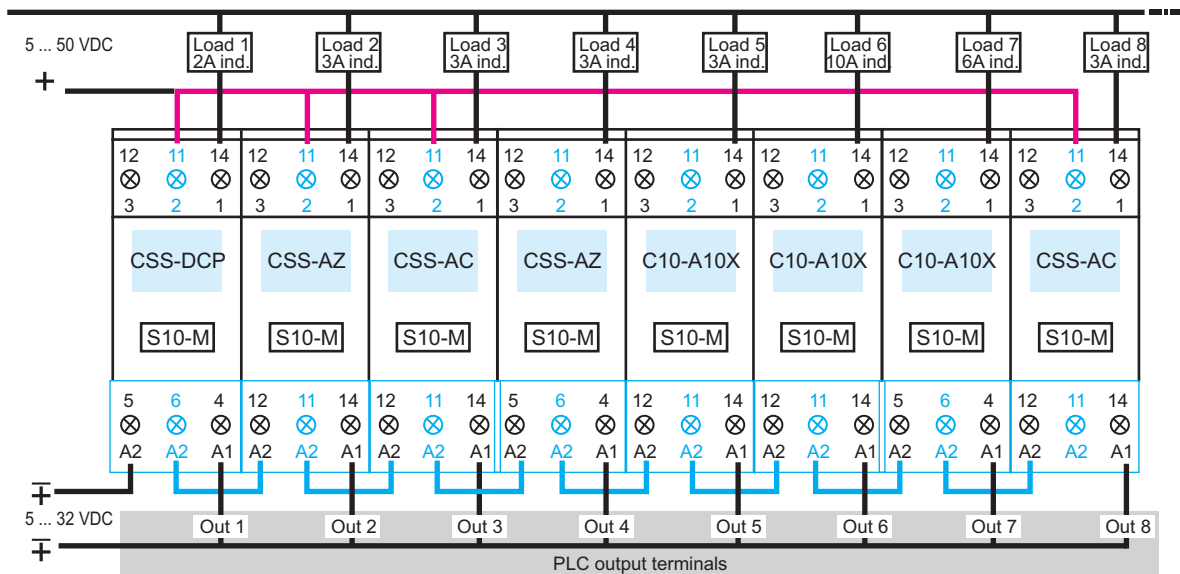 5 ... 50 VDC
+
Load 1 Load 2 Load 3 Load 4 Load 5 Load 6 Load 7 Load 8
2A ind. 3A ind. 3A ind. 3A ind. 3A ind. 10A ind. 6A ind. 3A ind.
12 11 14 12 11 14 12 11 14 12 11 14 12 11 14 12 11 14 12 11 14 12 11 14
3 2 1 3 2 1 3 2 1 3 2 1 3 2 1 3 2 1 3 2 1 3 2 1
CSS-DCP CSS-AZ CSS-AC CSS-AZ C10-A10X C10-A10X C10-A10X CSS-AC
S10-M S10-M S10-M S10-M S10-M S10-M S10-M S10-M
5 6 4 12 11 14 12 11 14 5 6 4 12 11 14 12 11 14 5 6 4 12 11 14
A2 A2 A1 A2 A2 A1 A2 A2 A1 A2 A2 A1 A2 A2 A1 A2 A2 A1 A2 A2 A1 A2 A2 A1
∓
5 ... 32 VDC
Out 1 Out 2 Out 3 Out 4 Out 5 Out 6 Out 7 Out 8
∓
PLC output terminals